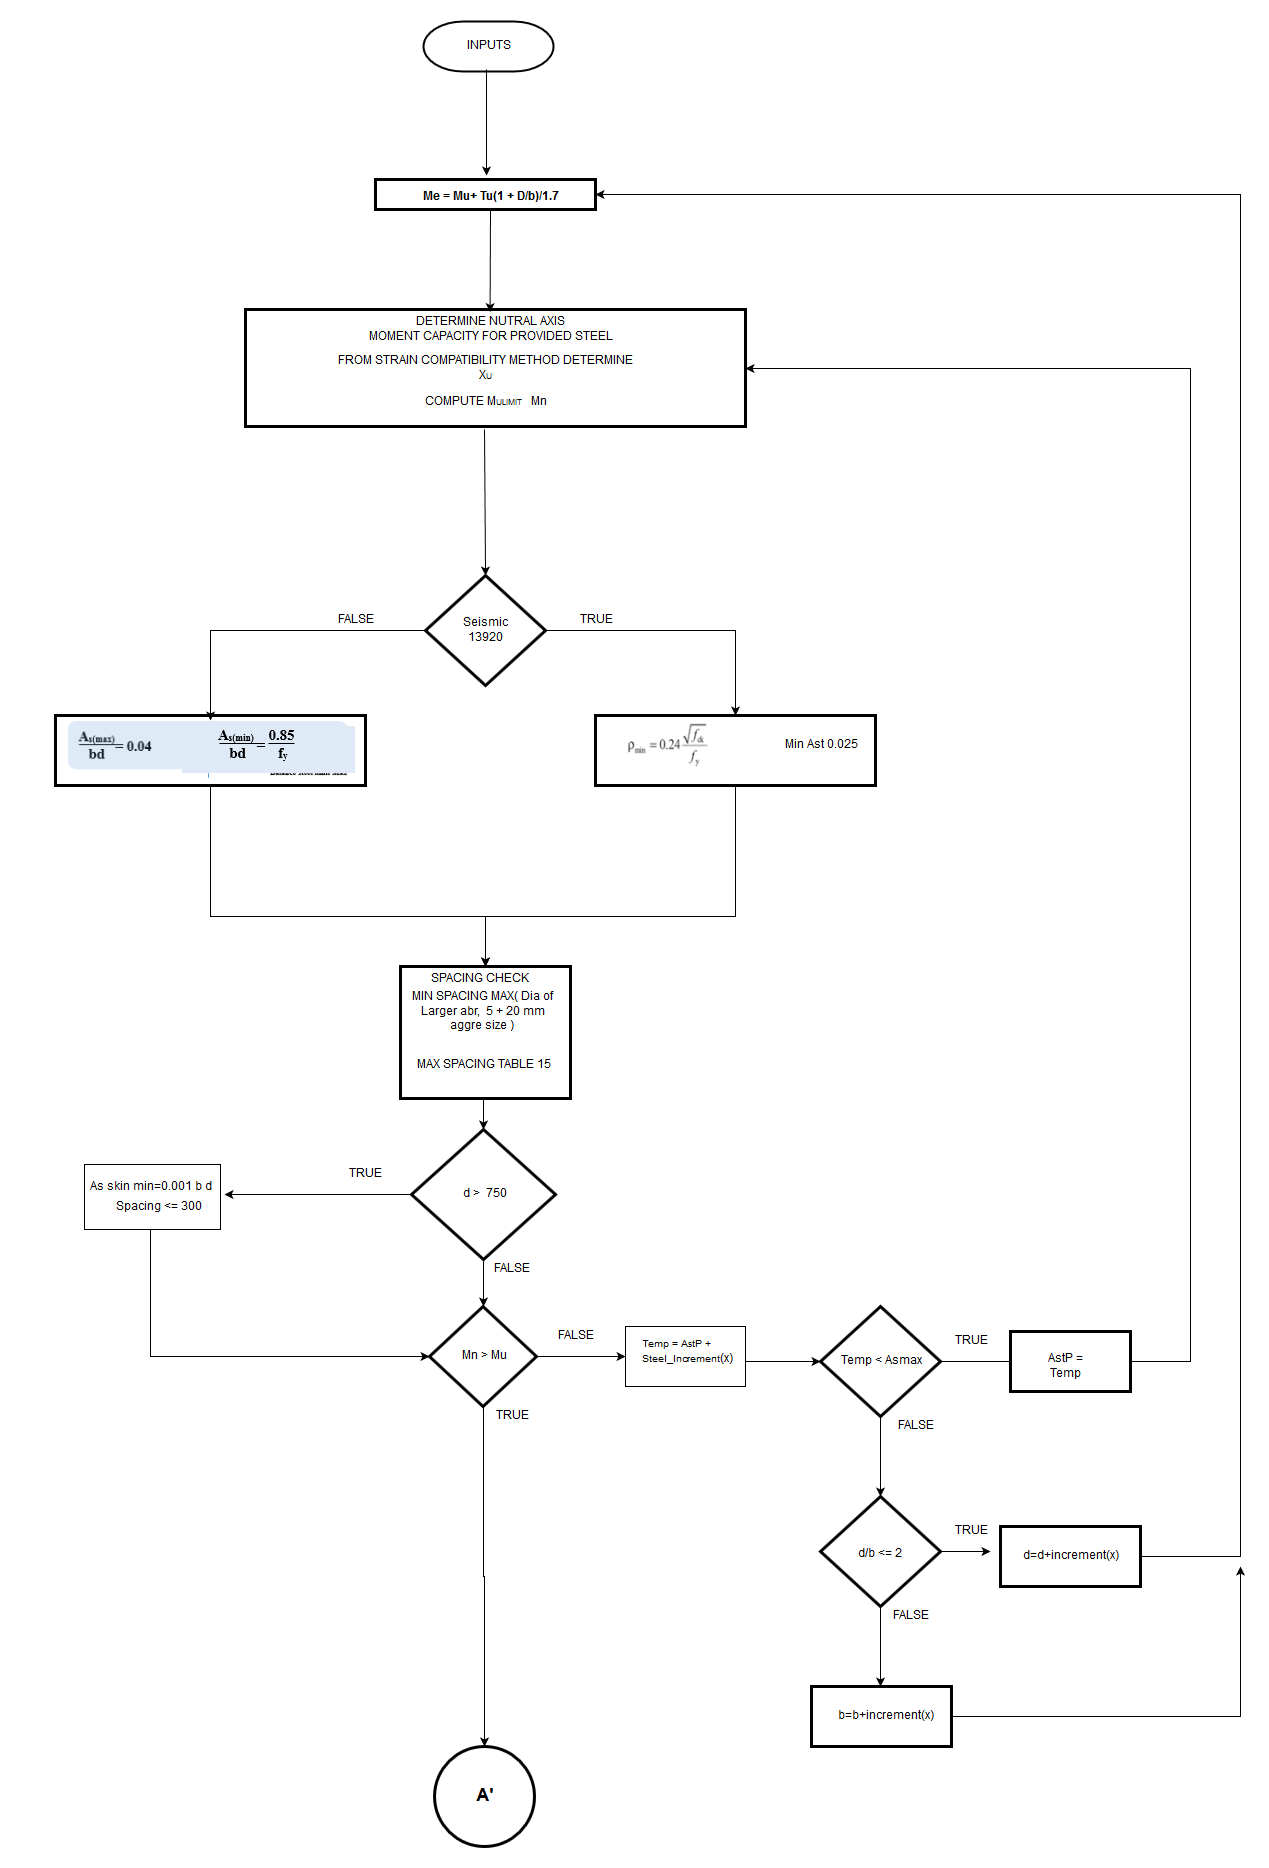 INPUTS
Me = Mu+ Tu(1 + D/b)/1.7
DETERMINE NUTRAL AXIS
MOMENT CAPACITY FOR PROVIDED STEEL
FROM STRAIN COMPATIBILITY METHOD DETERMINE
XU
COMPUTE MULIMIT Mn
Seismic
13920
FALSE
TRUE
As(max)/bd = 0.04
As(min)/bd = 0.85/fy
ρmin = 0.24 √fck/fy
Min Ast 0.025
SPACING CHECK
MIN SPACING MAX( Dia of
Larger abr, 5 + 20 mm
aggre size )
MAX SPACING TABLE 15
d > 750
TRUE
As skin min=0.001 b d
Spacing <= 300
FALSE
Mn > Mu
FALSE
Temp = AstP +
Steel_Increment(x)
Temp < Asmax
TRUE
AstP =
Temp
TRUE
FALSE
d/b <= 2
TRUE
d=d+increment(x)
FALSE
b=b+increment(x)
A'